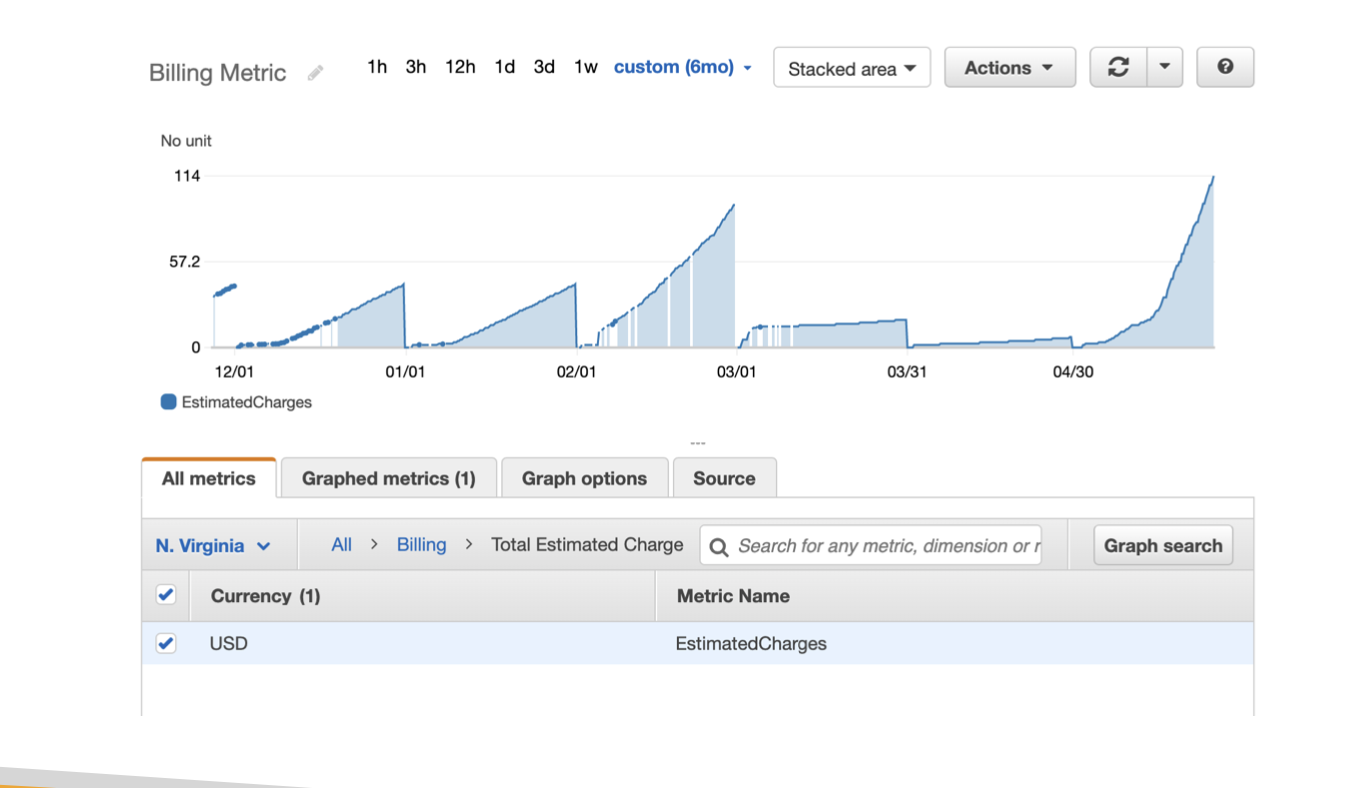 Billing Metric 1h 3h 12h 1d 3d 1w custom (6mo) Stacked area Actions
No unit
114
57.2
0
12/01 01/01 02/01 03/01 03/31 04/30
EstimatedCharges
All metrics Graphed metrics (1) Graph options Source
N. Virginia All > Billing > Total Estimated Charge Search for any metric, dimension or r Graph search
Currency (1) Metric Name
USD EstimatedCharges